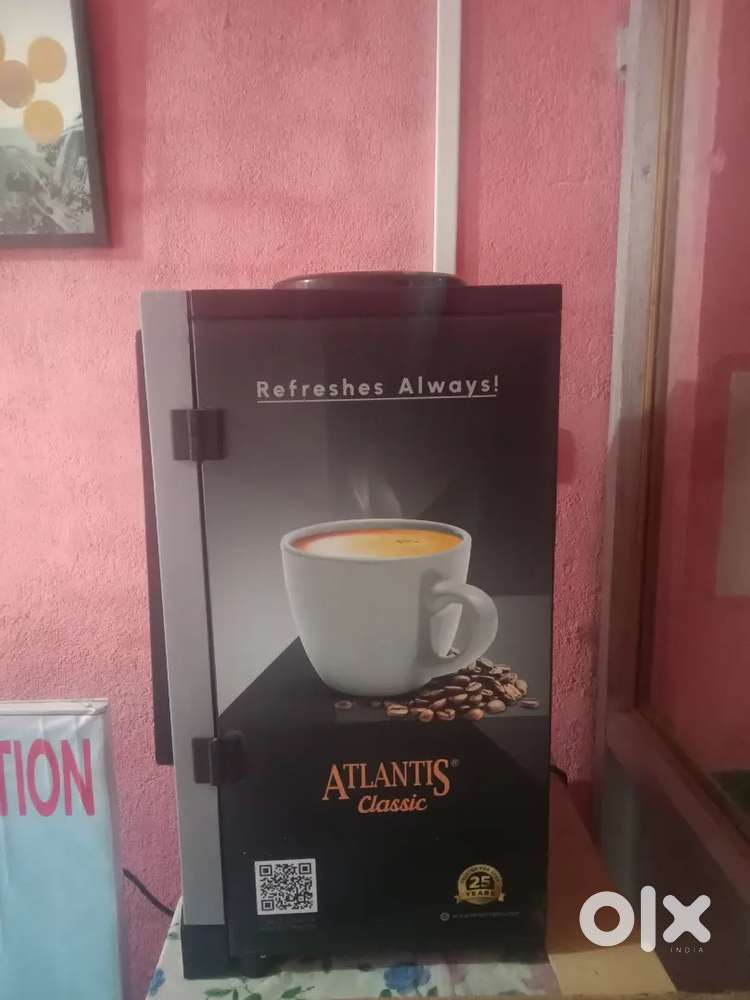 Refreshes Always!
TION
ATLANTIS®
Classic
25
YEARS
olx
INDIA